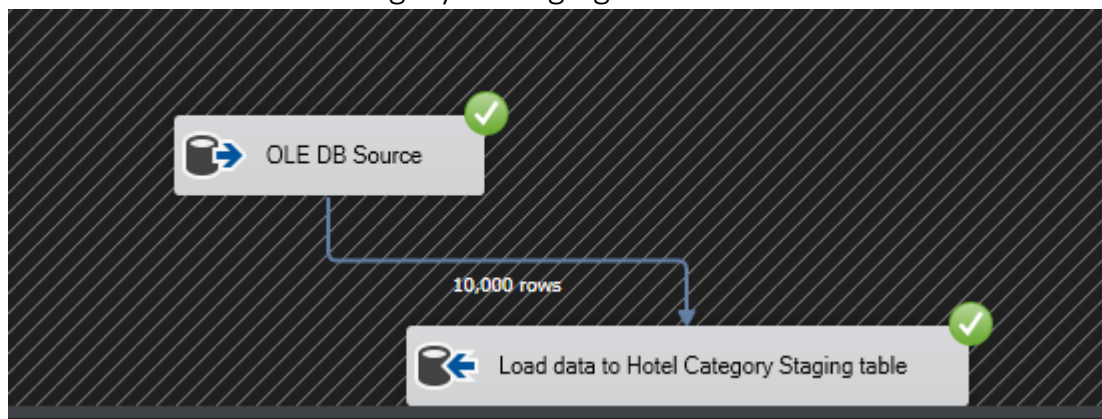 OLE DB Source
10,000 rows
Load data to Hotel Category Staging table